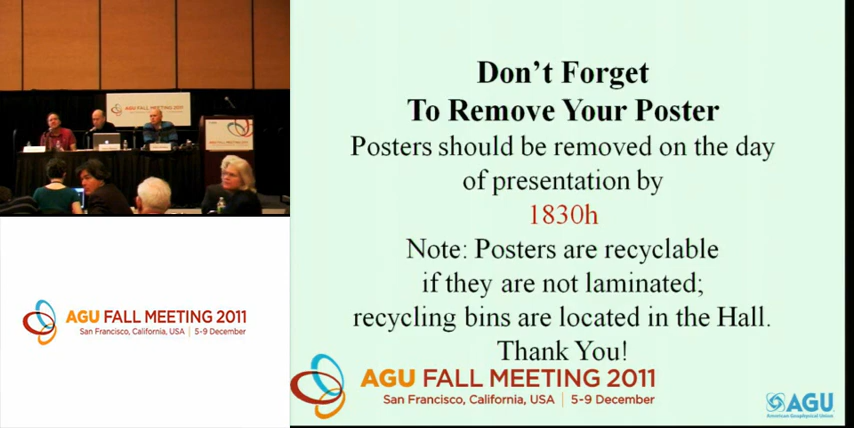 AGU FALL MEETING 2011
AGU FALL MEETING 2011
San Francisco, California, USA | 5-9 December
Don't Forget
To Remove Your Poster
Posters should be removed on the day
of presentation by
1830h
Note: Posters are recyclable
if they are not laminated;
recycling bins are located in the Hall.
Thank You!
AGU FALL MEETING 2011
San Francisco, California, USA | 5-9 December
AGU
American Geophysical Union